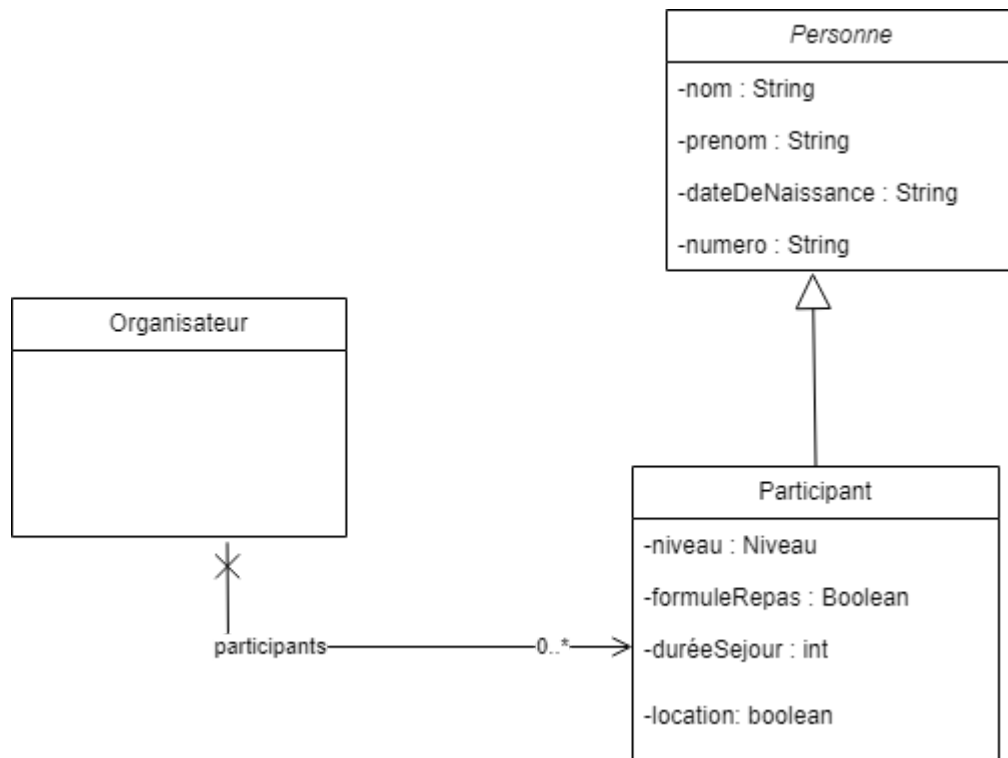 Personne
-nom : String
-prenom : String
-dateDeNaissance : String
-numero : String
Organisateur
Participant
-niveau : Niveau
-formuleRepas : Boolean
-duréeSejour : int
-location: boolean
participants
0..*